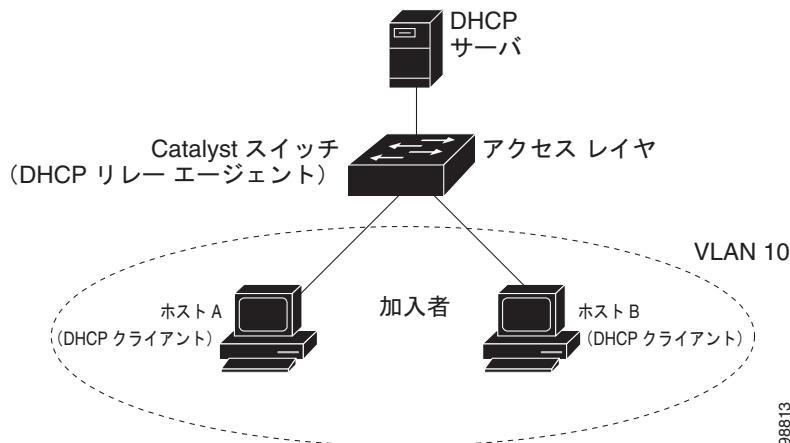 DHCP
サーバ
Catalyst スイッチ
(DHCP リレー エージェント)
アクセス レイヤ
VLAN 10
加入者
ホスト A
(DHCP クライアント)
ホスト B
(DHCP クライアント)
98813